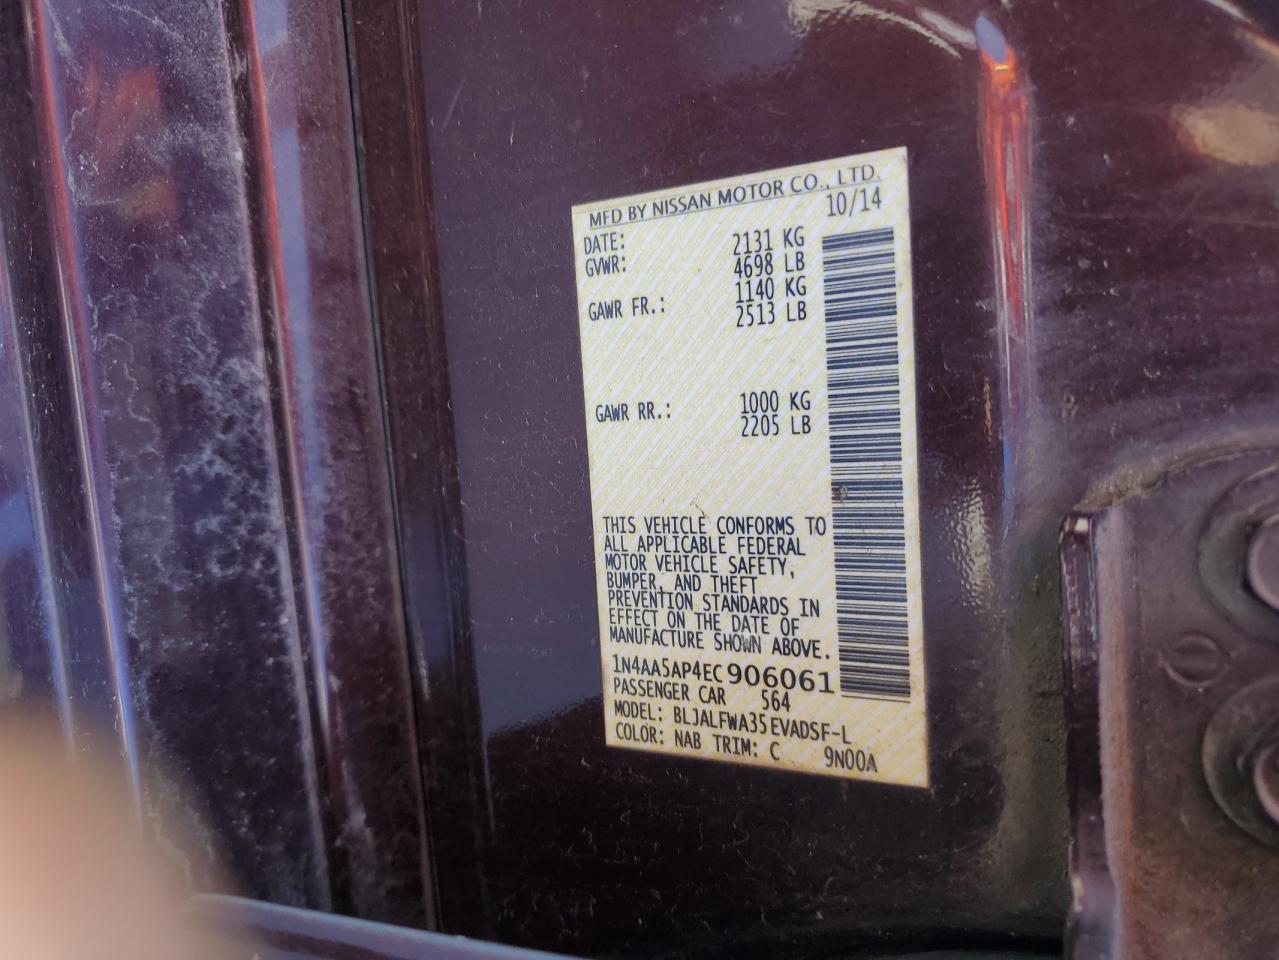 MFD BY NISSAN MOTOR CO., LTD.
DATE: 10/14
GVWR: 2131 KG
4698 LB
GAWR FR.: 1140 KG
2513 LB
GAWR RR.: 1000 KG
2205 LB
THIS VEHICLE CONFORMS TO
ALL APPLICABLE FEDERAL
MOTOR VEHICLE SAFETY,
BUMPER, AND THEFT
PREVENTION STANDARDS IN
EFFECT ON THE DATE OF
MANUFACTURE SHOWN ABOVE.
1N4AA5AP4EC906061
PASSENGER CAR 564
MODEL: BLJALFWA35EVADSF-L
COLOR: NAB TRIM: C 9N00A